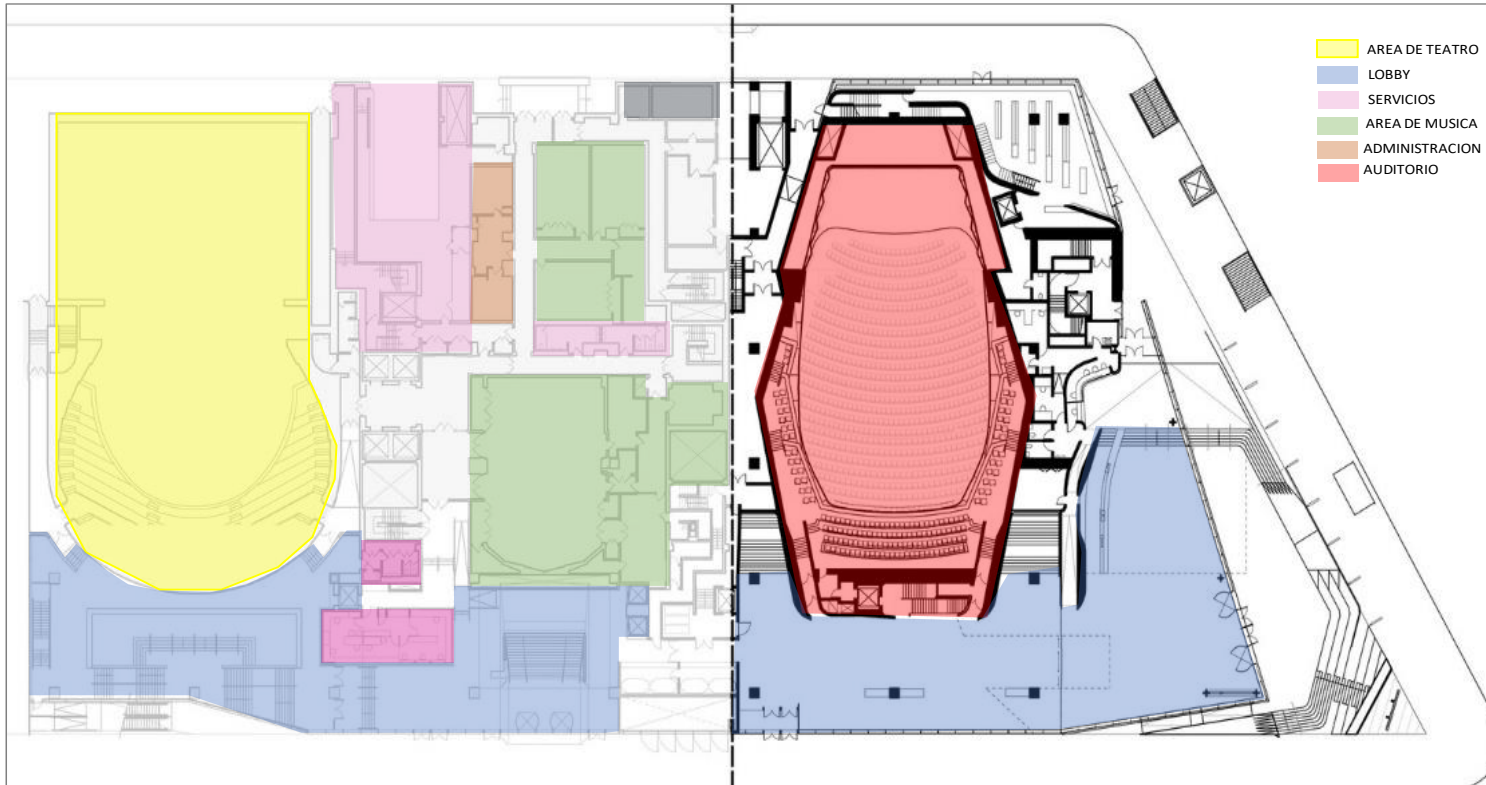 AREA DE TEATRO
LOBBY
SERVICIOS
AREA DE MUSICA
ADMINISTRACION
AUDITORIO